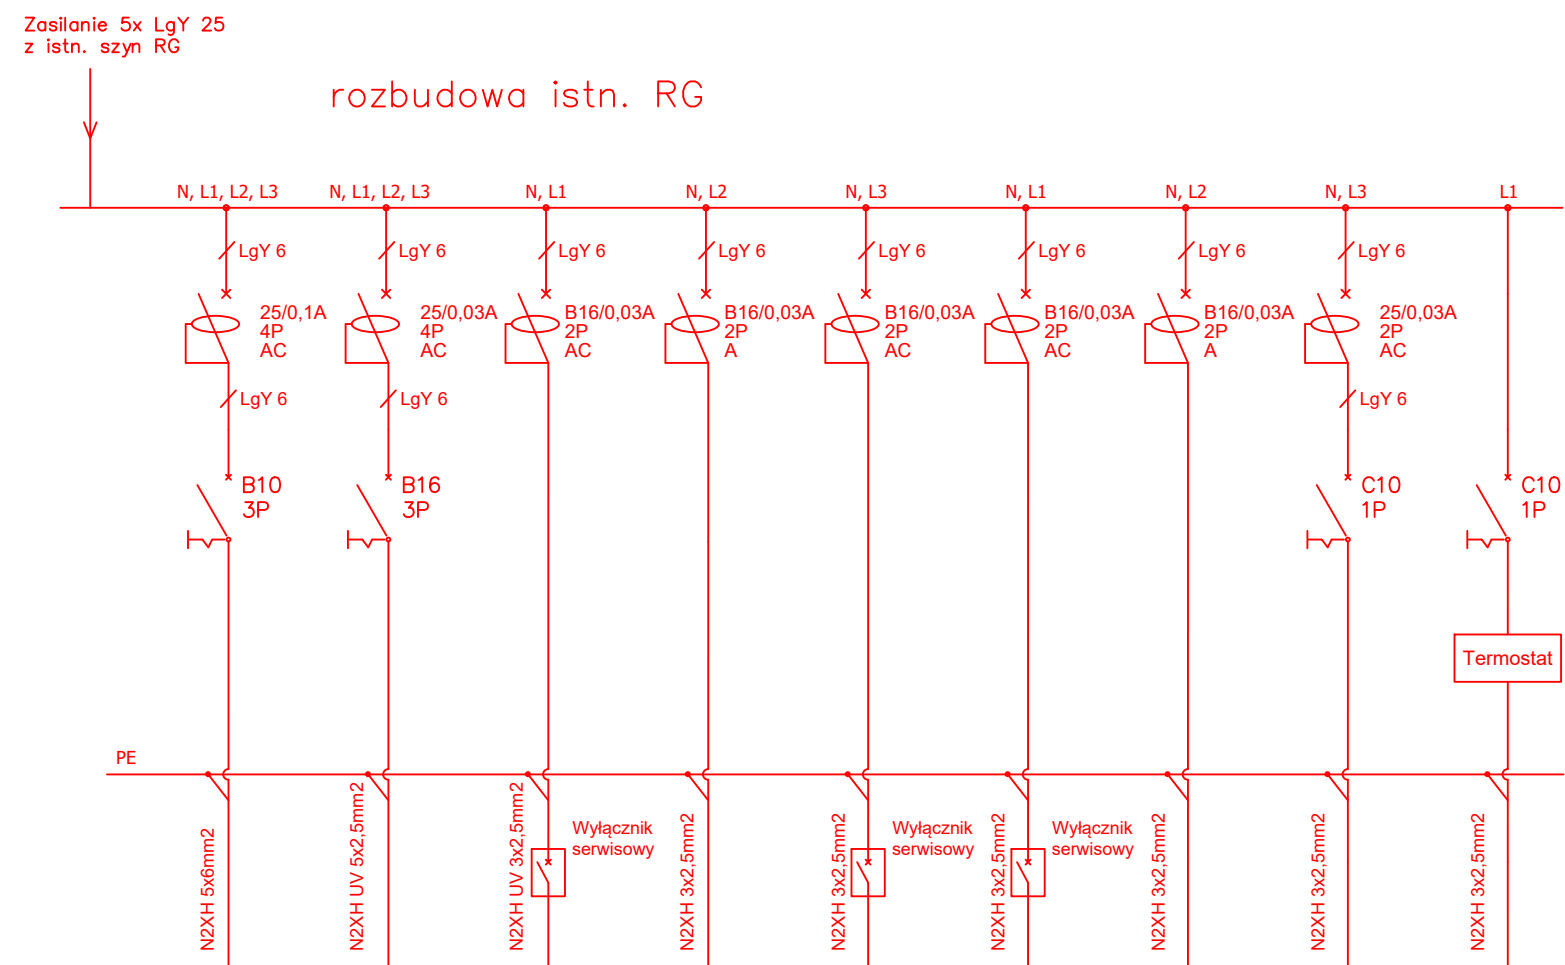 Zasilanie 5x LgY 25
z istn. szyn RG
rozbudowa istn. RG
N, L1, L2, L3
N, L1, L2, L3
N, L1
N, L2
N, L3
N, L1
N, L2
N, L3
L1
LgY 6
LgY 6
LgY 6
LgY 6
LgY 6
LgY 6
LgY 6
LgY 6
25/0,1A
4P
AC
25/0,03A
4P
AC
B16/0,03A
2P
AC
B16/0,03A
2P
A
B16/0,03A
2P
AC
B16/0,03A
2P
AC
B16/0,03A
2P
A
25/0,03A
2P
AC
LgY 6
LgY 6
LgY 6
B10
3P
B16
3P
C10
1P
C10
1P
Termostat
PE
N2XH 5x6mm2
N2XH UV 5x2,5mm2
N2XH UV 3x2,5mm2
Wyłącznik
serwisowy
N2XH 3x2,5mm2
N2XH 3x2,5mm2
Wyłącznik
serwisowy
N2XH 3x2,5mm2
Wyłącznik
serwisowy
N2XH 3x2,5mm2
N2XH 3x2,5mm2
N2XH 3x2,5mm2